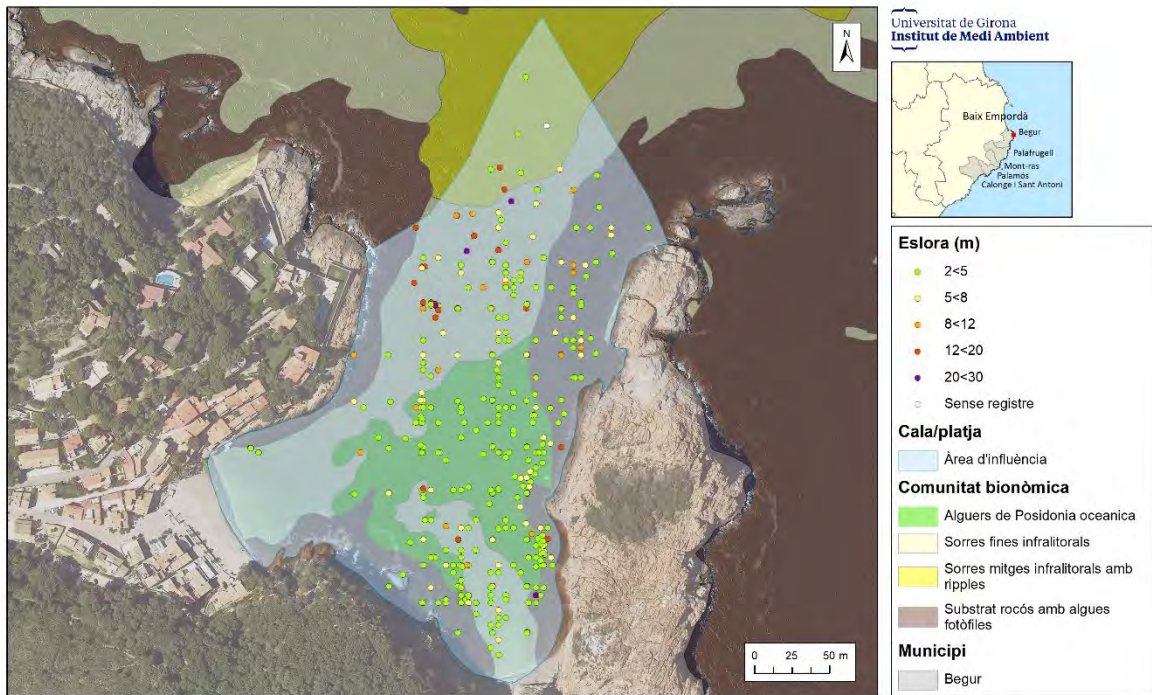 N
0 25 50 m
Universitat de Girona
Institut de Medi Ambient
Baix Empordà
Begur
Palafrugell
Mont-ras
Palamós
Calonge i Sant Antoni
Eslora (m)
2<5
5<8
8<12
12<20
20<30
Sense registre
Cala/platja
Àrea d'influència
Comunitat bionòmica
Alguers de Posidonia oceanica
Sorres fines infralitorals
Sorres mitges infralitorals amb
ripples
Substrat rocós amb algues
fotòfiles
Municipi
Begur